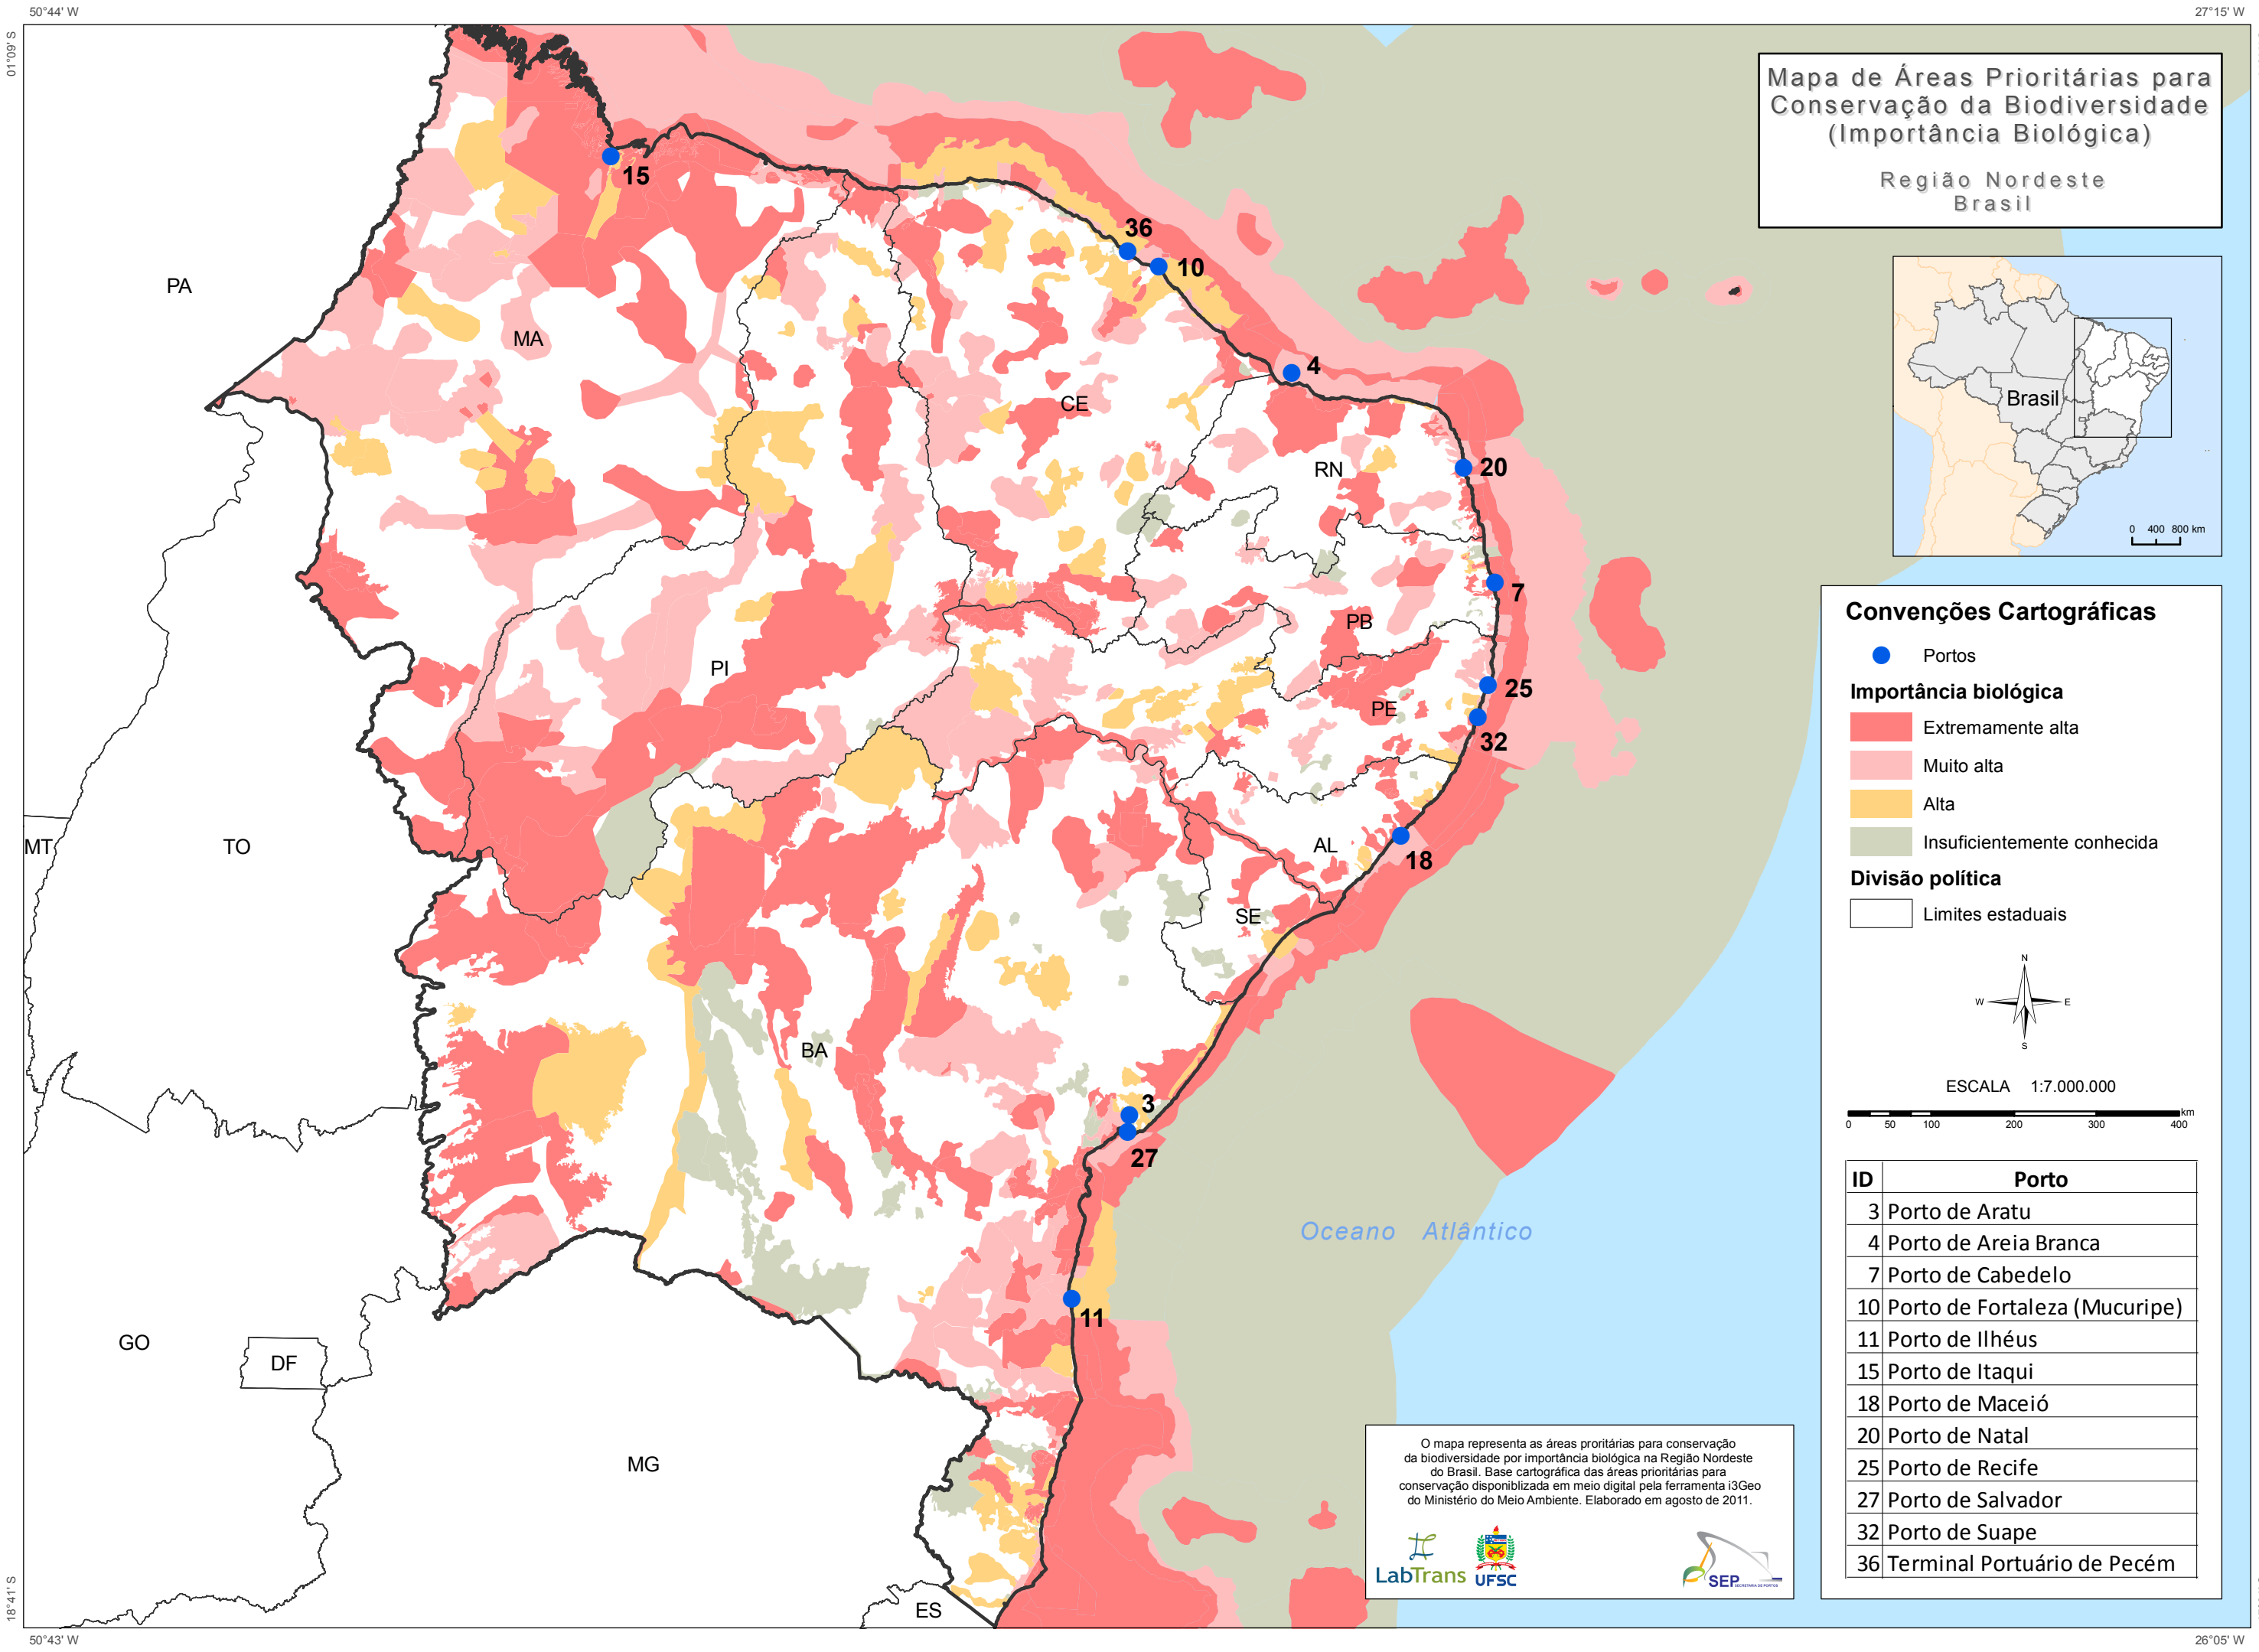 50°44' W
27°15' W
01°09' S
Mapa de Áreas Prioritárias para
Conservação da Biodiversidade
(Importância Biológica)
Região Nordeste
Brasil
15
36
10
PA
MA
4
CE
Brasil
0 400 800 km
RN
20
7
PB
PI
25
PE
32
MT
TO
AL
18
SE
BA
3
27
11
GO
DF
MG
ES
Oceano Atlântico
Convenções Cartográficas
Portos
Importância biológica
Extremamente alta
Muito alta
Alta
Insuficientemente conhecida
Divisão política
Limites estaduais
N
W E
S
ESCALA 1:7.000.000
km
0 50 100 200 300 400
ID Porto
3 Porto de Aratu
4 Porto de Areia Branca
7 Porto de Cabedelo
10 Porto de Fortaleza (Mucuripe)
11 Porto de Ilhéus
15 Porto de Itaqui
18 Porto de Maceió
20 Porto de Natal
25 Porto de Recife
27 Porto de Salvador
32 Porto de Suape
36 Terminal Portuário de Pecém
O mapa representa as áreas proritárias para conservação
da biodiversidade por importância biológica na Região Nordeste
do Brasil. Base cartográfica das áreas prioritárias para
conservação disponiblizada em meio digital pela ferramenta i3Geo
do Ministério do Meio Ambiente. Elaborado em agosto de 2011.
LabTrans
UFSC
SEP SECRETARIA DE PORTOS
18°41' S
50°43' W
26°05' W